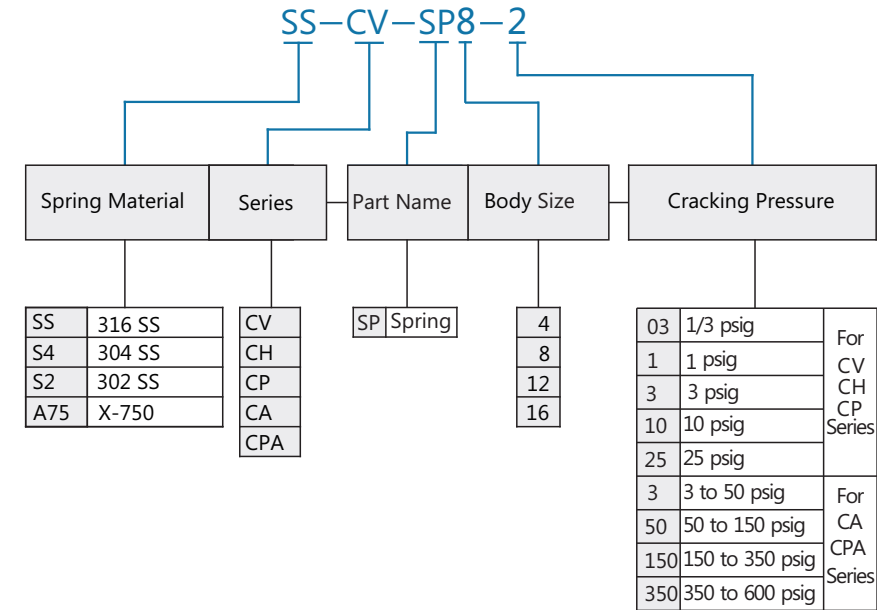 SS-CV-SP8-2
Spring Material Series Part Name Body Size Cracking Pressure
SS 316 SS
S4 304 SS
S2 302 SS
A75 X-750
CV
CH
CP
CA
CPA
SP Spring
4
8
12
16
03 1/3 psig
1 1 psig
3 3 psig
10 10 psig
25 25 psig
For
CV
CH
CP
Series
3 3 to 50 psig
50 50 to 150 psig
150 150 to 350 psig
350 350 to 600 psig
For
CA
CPA
Series